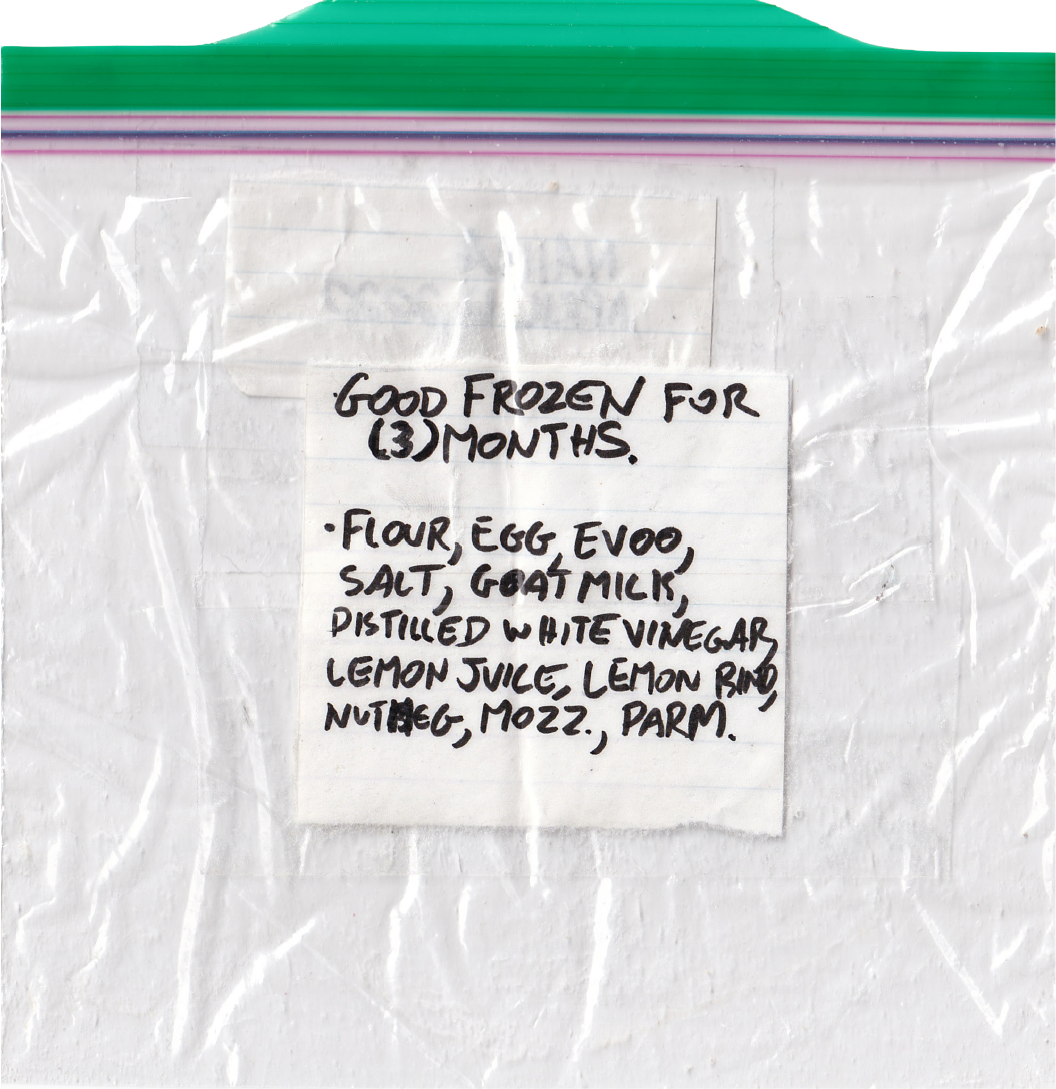 GOOD FROZEN FOR
(3) MONTHS.
• FLOUR, EGG, EVOO,
SALT, GOAT MILK,
DISTILLED WHITE VINEGAR,
LEMON JUICE, LEMON RIND,
NUTMEG, MOZZ., PARM.